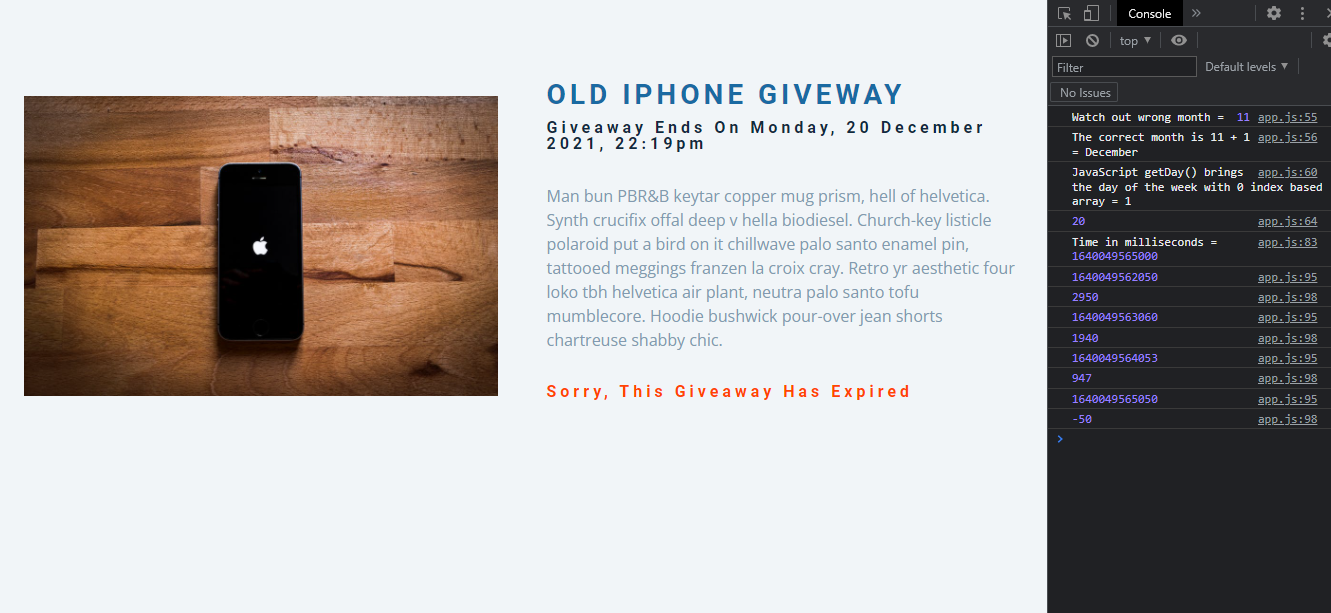 OLD IPHONE GIVEWAY
Giveaway Ends On Monday, 20 December
2021, 22:19pm
Man bun PBR&B keytar copper mug prism, hell of helvetica.
Synth crucifix offal deep v hella biodiesel. Church-key listicle
polaroid put a bird on it chillwave palo santo enamel pin,
tattooed meggings franzen la croix cray. Retro yr aesthetic four
loko tbh helvetica air plant, neutra palo santo tofu
mumblecore. Hoodie bushwick pour-over jean shorts
chartreuse shabby chic.
Sorry, This Giveaway Has Expired
Console
top
Filter
Default levels
No Issues
Watch out wrong month = 11 app.js:55
The correct month is 11 + 1 app.js:56
= December
JavaScript getDay() brings app.js:60
the day of the week with 0 index based
array = 1
20 app.js:64
Time in milliseconds = app.js:83
1640049565000
1640049562050 app.js:95
2950 app.js:98
1640049563060 app.js:95
1940 app.js:98
1640049564053 app.js:95
947 app.js:98
1640049565050 app.js:95
-50 app.js:98